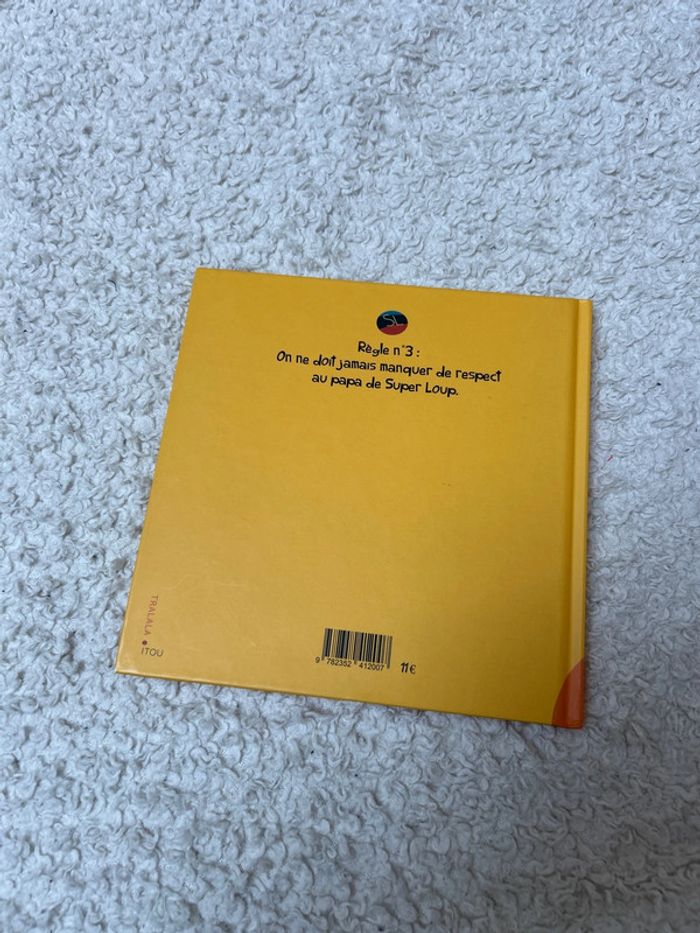 SL
Règle n°3 :
On ne doit jamais manquer de respect
au papa de Super Loup.
TRALALA
ITOU
9 782352 412007
11€